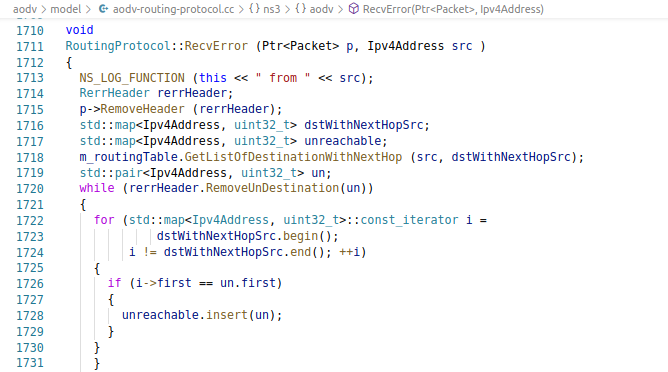 aodv > model > aodv-routing-protocol.cc > {} ns3 > {} aodv > RecvError(Ptr<Packet>, Ipv4Address)
1710 void
1711 RoutingProtocol::RecvError (Ptr<Packet> p, Ipv4Address src )
1712 {
1713 NS_LOG_FUNCTION (this << " from " << src);
1714 RerrHeader rerrHeader;
1715 p->RemoveHeader (rerrHeader);
1716 std::map<Ipv4Address, uint32_t> dstWithNextHopSrc;
1717 std::map<Ipv4Address, uint32_t> unreachable;
1718 m_routingTable.GetListOfDestinationWithNextHop (src, dstWithNextHopSrc);
1719 std::pair<Ipv4Address, uint32_t> un;
1720 while (rerrHeader.RemoveUnDestination(un))
1721 {
1722 for (std::map<Ipv4Address, uint32_t>::const_iterator i =
1723 dstWithNextHopSrc.begin();
1724 i != dstWithNextHopSrc.end(); ++i)
1725 {
1726 if (i->first == un.first)
1727 {
1728 unreachable.insert(un);
1729 }
1730 }
1731 }